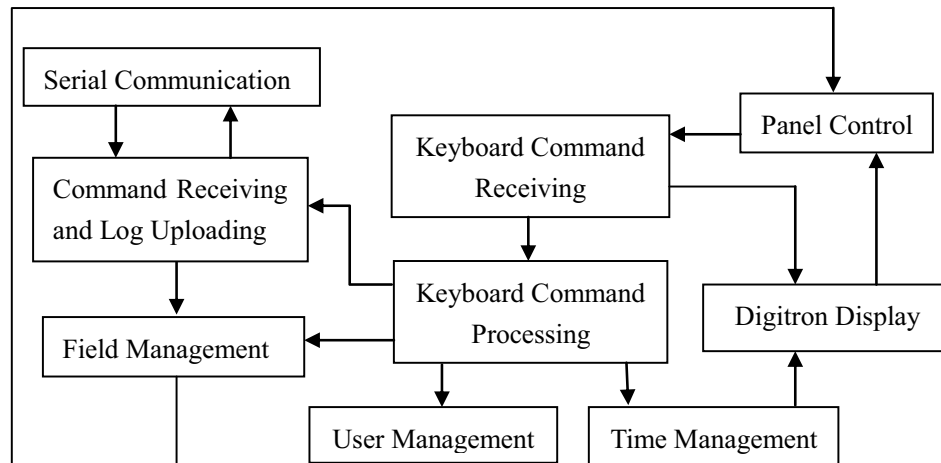 Serial Communication
Panel Control
Keyboard Command
Receiving
Command Receiving
and Log Uploading
Keyboard Command
Processing
Digitron Display
Field Management
User Management
Time Management